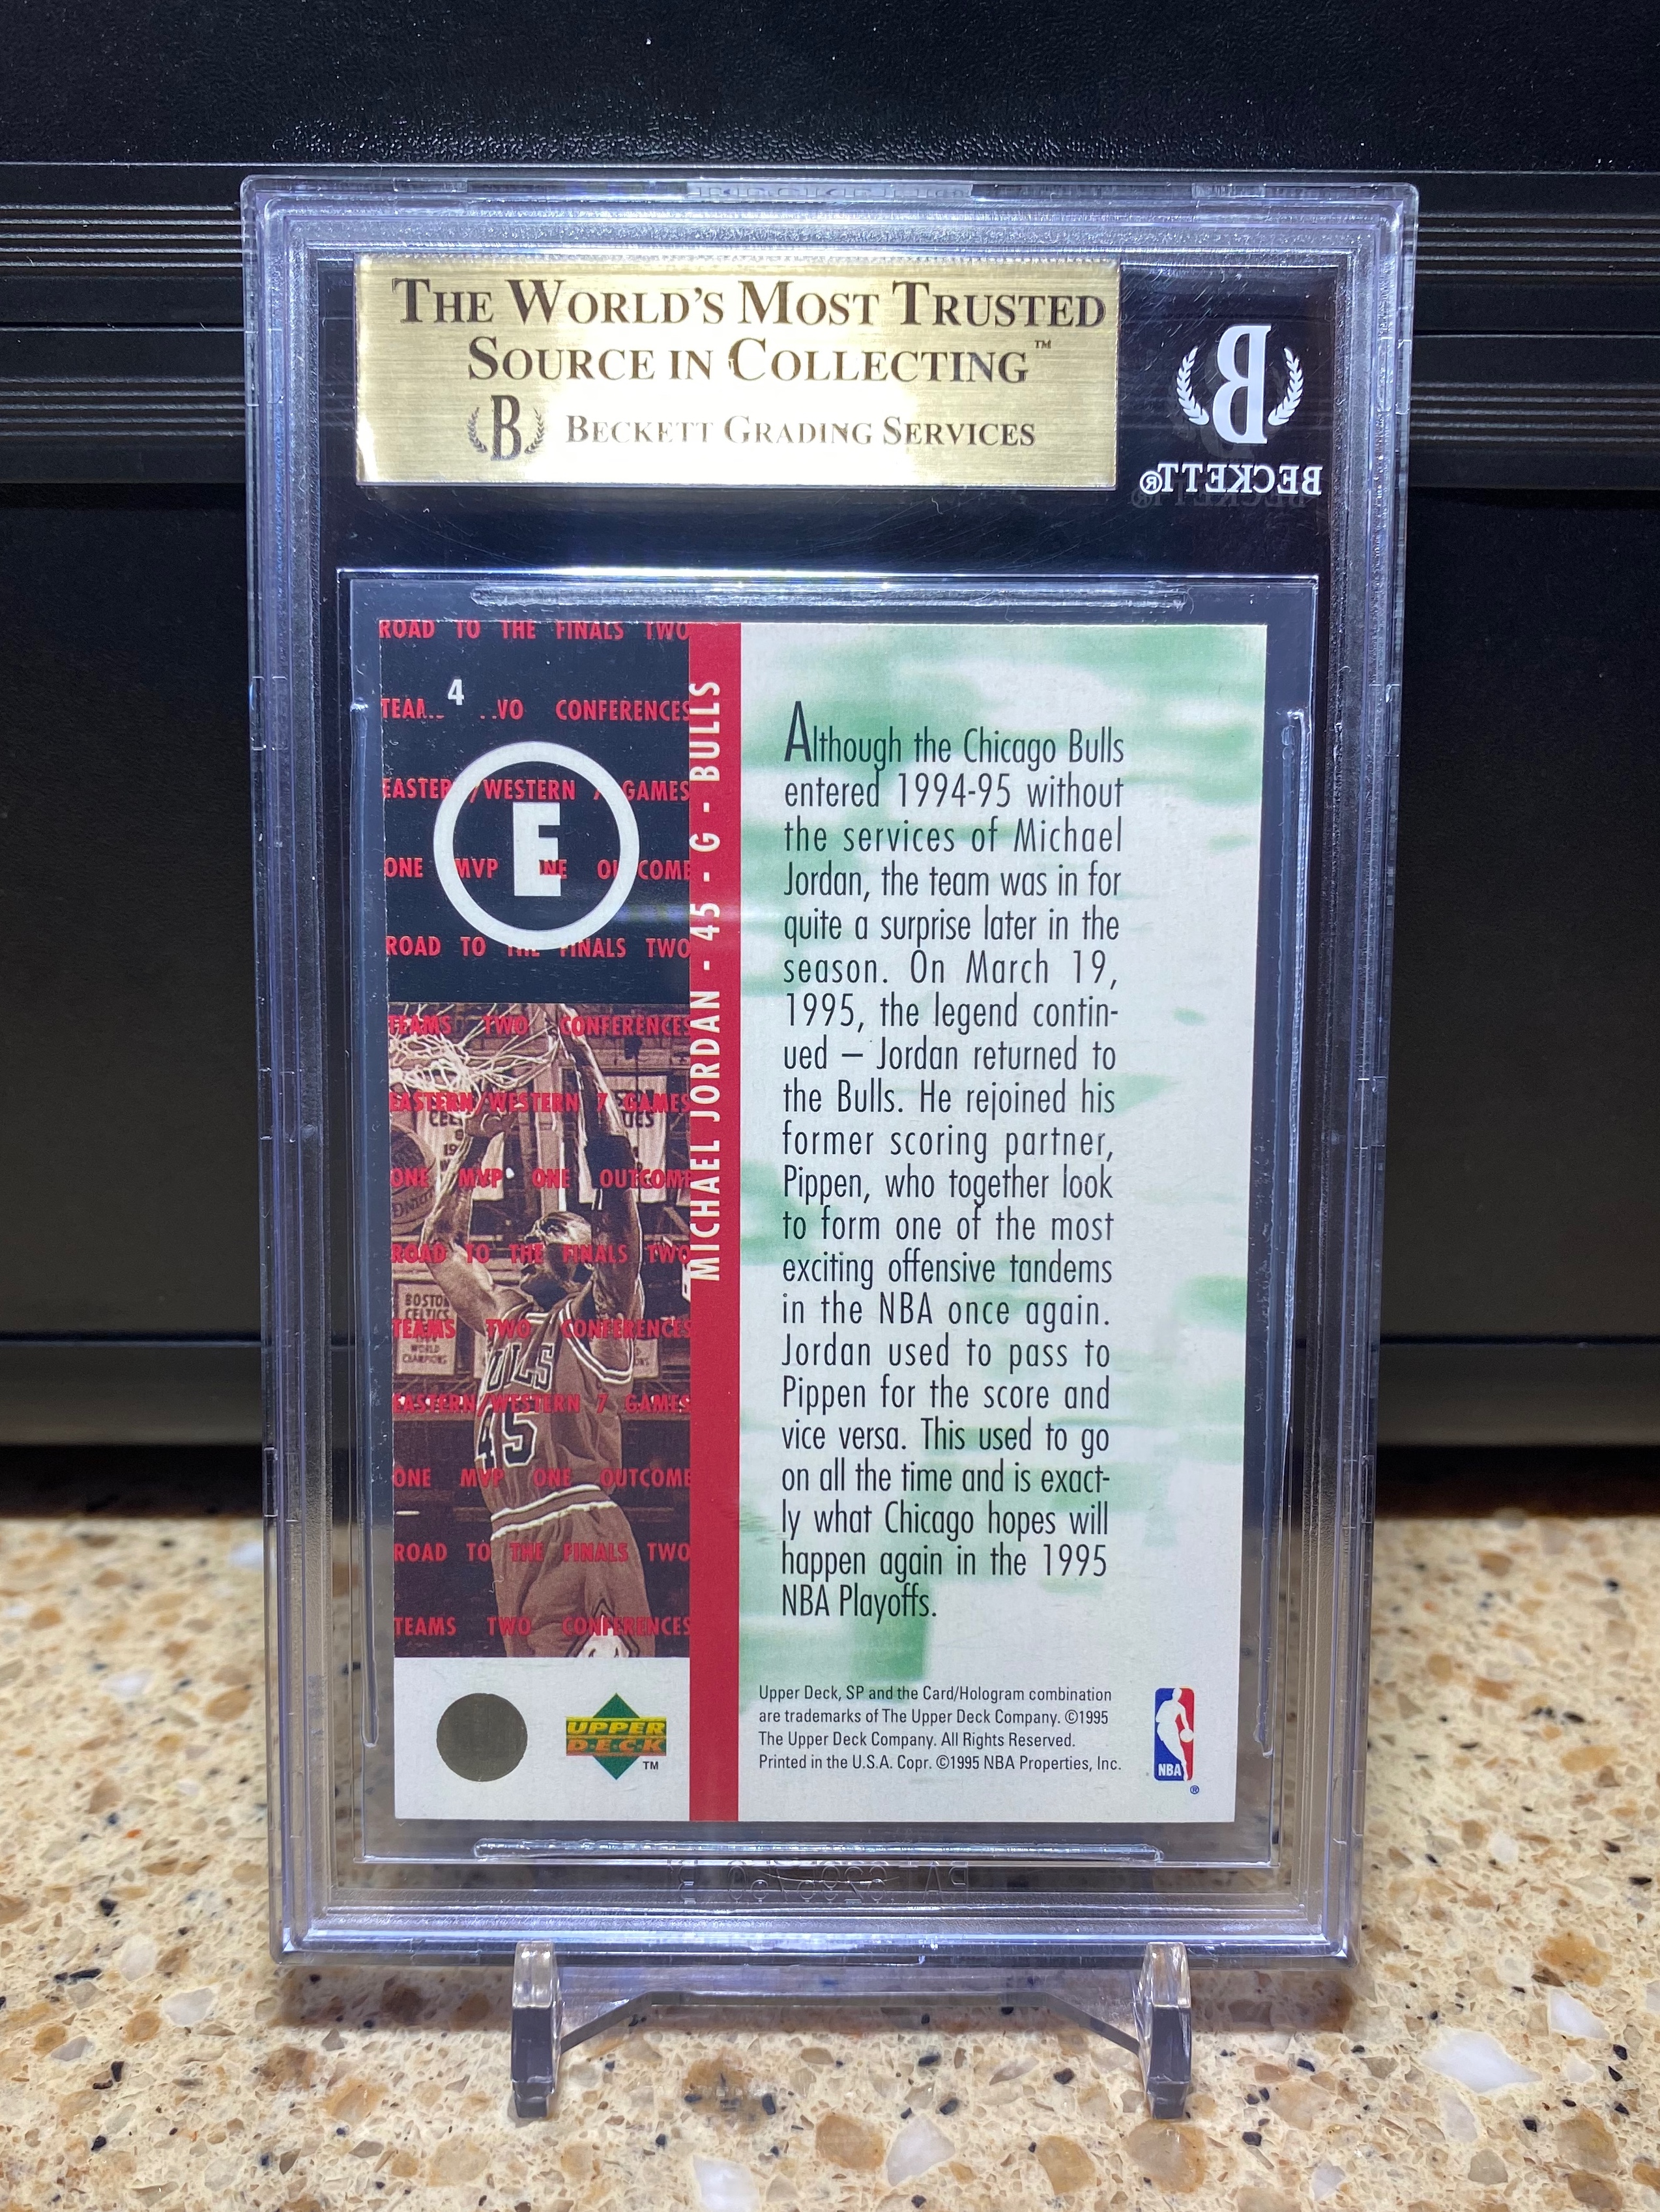 THE WORLD'S MOST TRUSTED
SOURCE IN COLLECTING™
B BECKETT GRADING SERVICES
B
BECKETT®
ROAD TO THE FINALS TWO
4
CONFERENCES
/WESTERN 7 GAMES
E
ONE MVP ONE
ROAD TO FINALS TWO
TEAMS TWO CONFERENCES
EASTERN/WESTERN 7 GAMES
ONE MVP ONE OUTCOME
ROAD TO THE FINALS TWO
BOSTON
CELTICS
TEAMS TWO CONFERENCES
WORLD
CHAMPIONS
BULLS
EASTERN/WESTERN 7 GAMES
45
ONE MVP ONE OUTCOME
ROAD TO THE FINALS TWO
TEAMS TWO CONFERENCES
MICHAEL JORDAN - 45 - G - BULLS
Although the Chicago Bulls
entered 1994-95 without
the services of Michael
Jordan, the team was in for
quite a surprise later in the
season. On March 19,
1995, the legend contin-
ued – Jordan returned to
the Bulls. He rejoined his
former scoring partner,
Pippen, who together look
to form one of the most
exciting offensive tandems
in the NBA once again.
Jordan used to pass to
Pippen for the score and
vice versa. This used to go
on all the time and is exact-
ly what Chicago hopes will
happen again in the 1995
NBA Playoffs.
UPPER
D·E·C·K
™
Upper Deck, SP and the Card/Hologram combination
are trademarks of The Upper Deck Company. ©1995
The Upper Deck Company. All Rights Reserved.
Printed in the U.S.A. Copr. ©1995 NBA Properties, Inc.
NBA
®